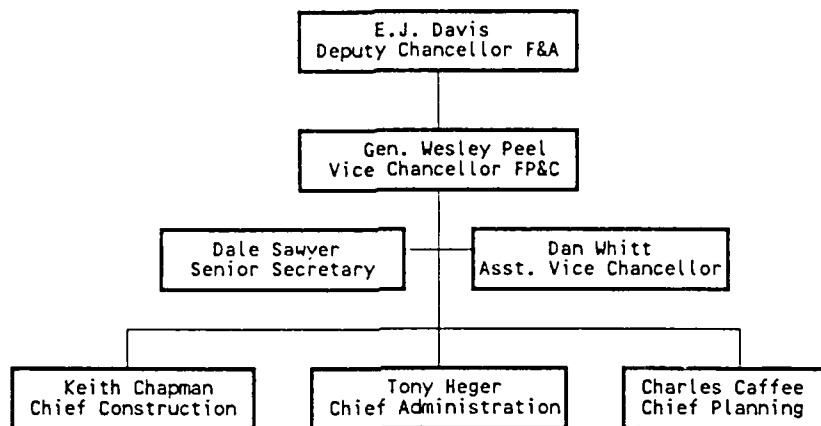 E.J. Davis
Deputy Chancellor F&A
Gen. Wesley Peel
Vice Chancellor FP&C
Dale Sawyer
Senior Secretary
Dan Whitt
Asst. Vice Chancellor
Keith Chapman
Chief Construction
Tony Heger
Chief Administration
Charles Caffee
Chief Planning